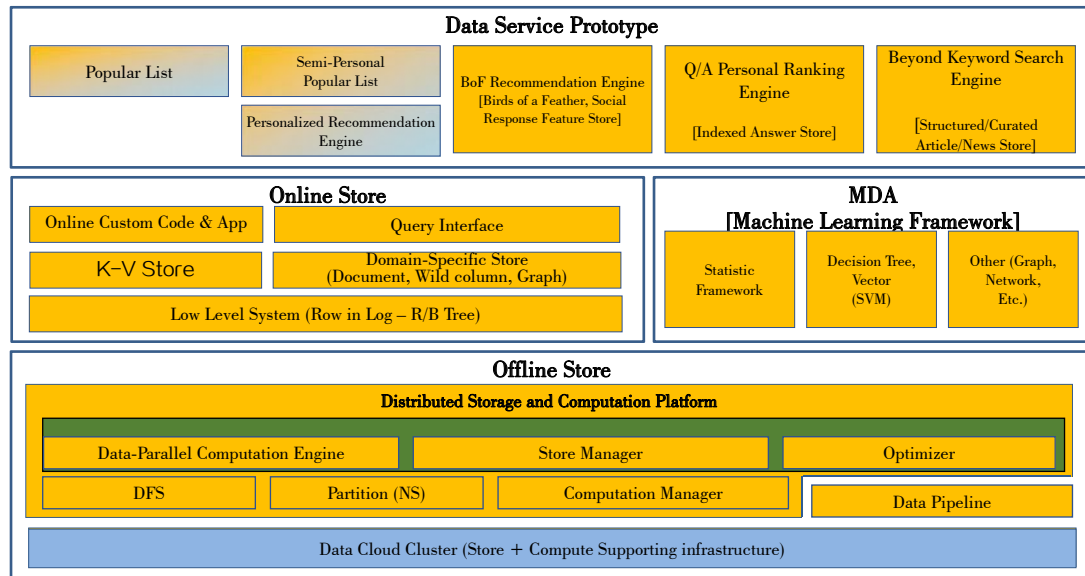 Data Service Prototype
Popular List
Semi-Personal
Popular List
Personalized Recommendation
Engine
BoF Recommendation Engine
[Birds of a Feather, Social
Response Feature Store]
Q/A Personal Ranking
Engine
[Indexed Answer Store]
Beyond Keyword Search
Engine
[Structured/Curated
Article/News Store]
Online Store
Online Custom Code & App
Query Interface
K-V Store
Domain-Specific Store
(Document, Wild column, Graph)
Low Level System (Row in Log – R/B Tree)
MDA
[Machine Learning Framework]
Statistic
Framework
Decision Tree,
Vector
(SVM)
Other (Graph,
Network,
Etc.)
Offline Store
Distributed Storage and Computation Platform
Data-Parallel Computation Engine
Store Manager
Optimizer
DFS
Partition (NS)
Computation Manager
Data Pipeline
Data Cloud Cluster (Store + Compute Supporting infrastructure)